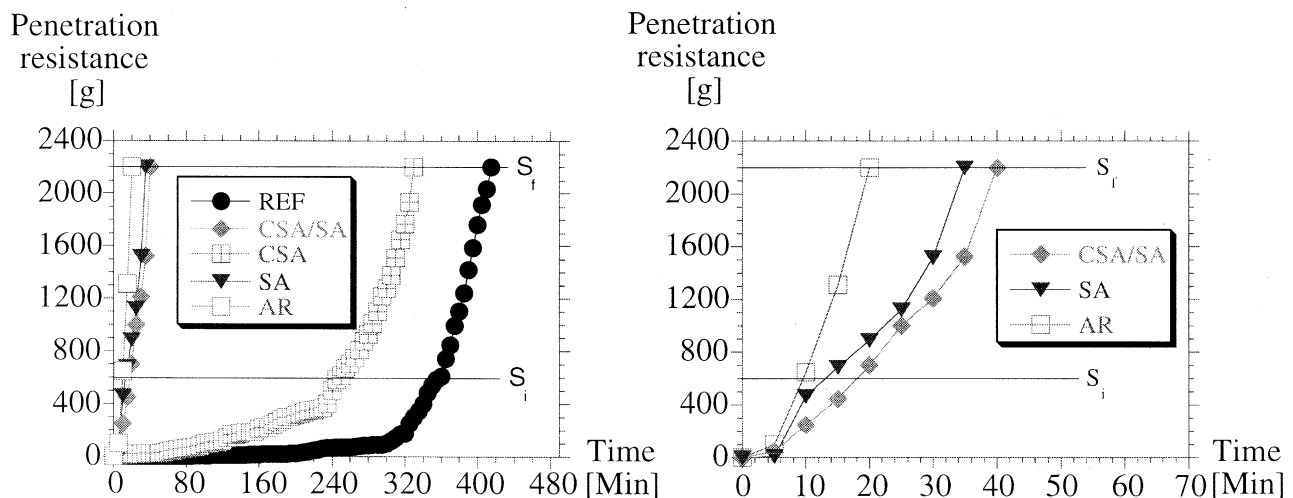 Penetration
resistance
[g]
2400
2000
1600
1200
800
400
0
0 80 160 240 320 400 480
Time
[Min]
S f
S i
REF
CSA/SA
CSA
SA
AR
Penetration
resistance
[g]
2400
2000
1600
1200
800
400
0
0 10 20 30 40 50 60 70
Time
[Min]
S f
S i
CSA/SA
SA
AR